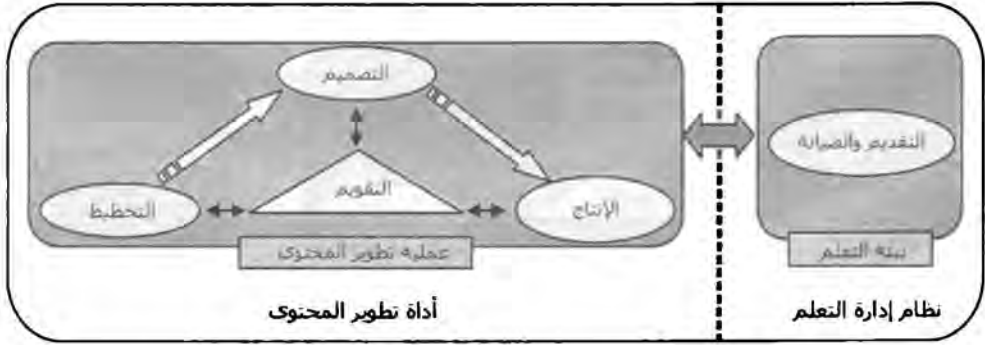 التصميم
التقديم والصيانة
التقويم
الإنتاج
التخطيط
بيئة التعلم
عملية تطوير المحتوى
نظام إدارة التعلم
أداة تطوير المحتوى